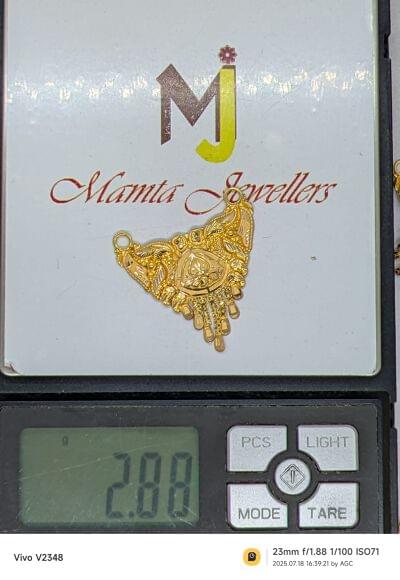 MJ
Mamta Jewellers
g
2.88
PCS LIGHT
MODE TARE
Vivo V2348
23mm f/1.88 1/100 ISO71
2025.07.18 16:39:21 by AGC